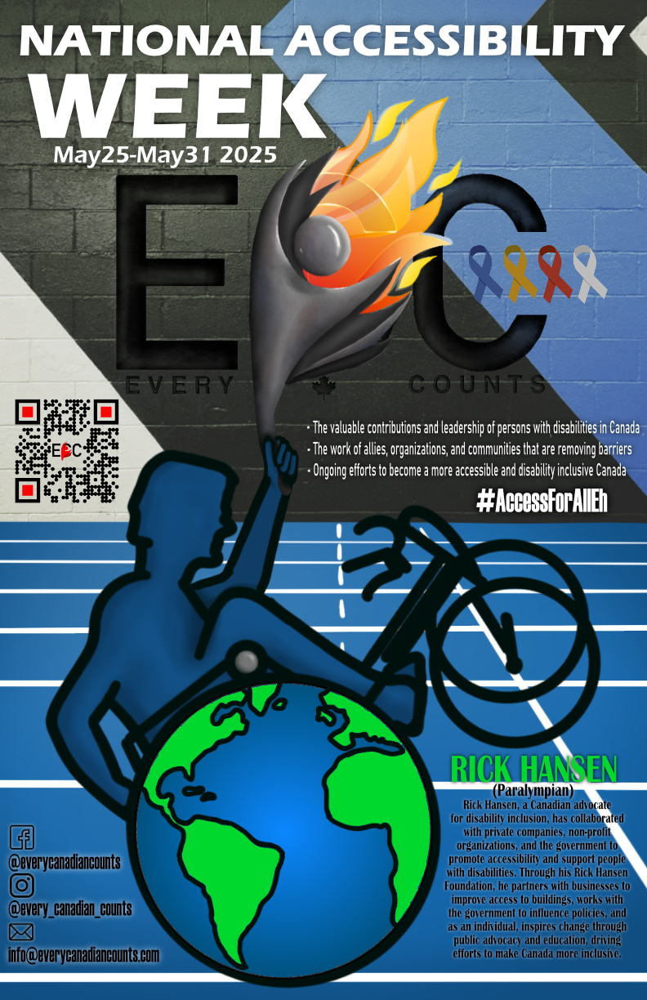 NATIONAL ACCESSIBILITY
WEEK
May25-May31 2025
E C
EVERY COUNTS
E C
- The valuable contributions and leadership of persons with disabilities in Canada
- The work of allies, organizations, and communities that are removing barriers
- Ongoing efforts to become a more accessible and disability inclusive Canada
#AccessForAllEh
RICK HANSEN
(Paralympian)
Rick Hansen, a Canadian advocate
for disability inclusion, has collaborated
with private companies, non-profit
organizations, and the government to
promote accessibility and support people
with disabilities. Through his Rick Hansen
Foundation, he partners with businesses to
improve access to buildings, works with
the government to influence policies, and
as an individual, inspires change through
public advocacy and education, driving
efforts to make Canada more inclusive.
@everycanadiancounts
@every_canadian_counts
info@everycanadiancounts.com